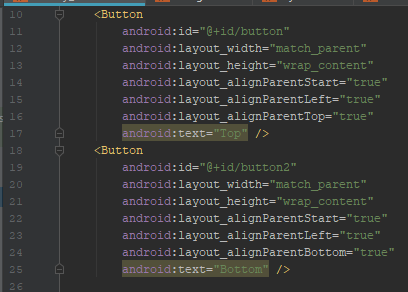 10 <Button
11 android:id="@+id/button"
12 android:layout_width="match_parent"
13 android:layout_height="wrap_content"
14 android:layout_alignParentStart="true"
15 android:layout_alignParentLeft="true"
16 android:layout_alignParentTop="true"
17 android:text="Top" />
18 <Button
19 android:id="@+id/button2"
20 android:layout_width="match_parent"
21 android:layout_height="wrap_content"
22 android:layout_alignParentStart="true"
23 android:layout_alignParentLeft="true"
24 android:layout_alignParentBottom="true"
25 android:text="Bottom" />
26